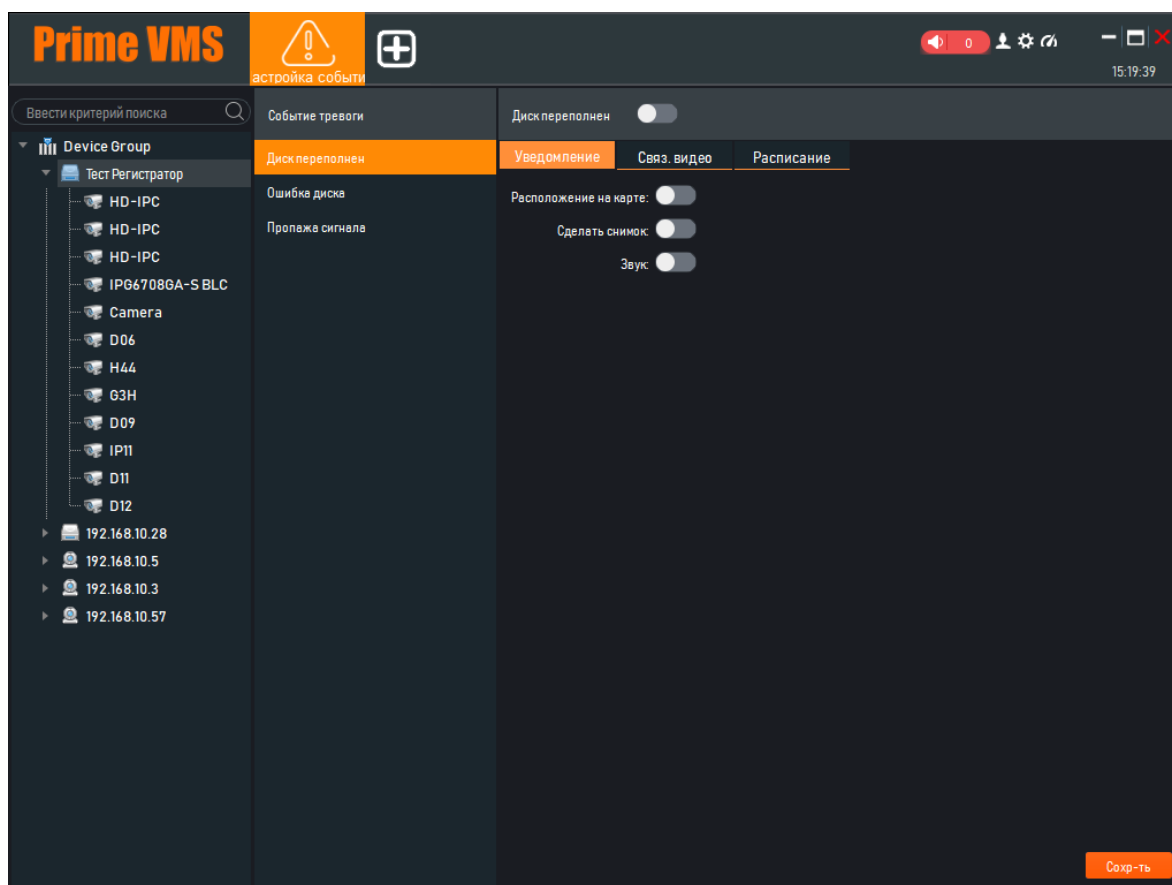 Prime VMS
0
астройка событи
15:19:39
Ввести критерий поиска
Событие тревоги
Диск переполнен
Device Group
Диск переполнен
Уведомление
Связ. видео
Расписание
Тест Регистратор
Ошибка диска
Расположение на карте:
HD-IPC
HD-IPC
Пропажа сигнала
Сделать снимок:
HD-IPC
Звук:
IPG6708GA-S BLC
Camera
D06
H44
G3H
D09
IP11
D11
D12
192.168.10.28
192.168.10.5
192.168.10.3
192.168.10.57
Сохр-ть